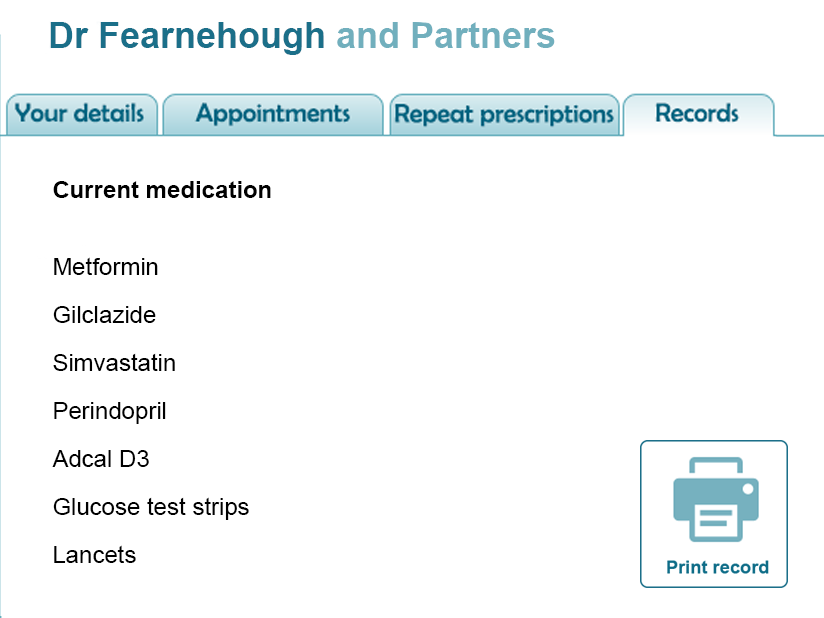 Dr Fearnehough and Partners
Your details
Appointments
Repeat prescriptions
Records
Current medication
Metformin
Gilclazide
Simvastatin
Perindopril
Adcal D3
Glucose test strips
Lancets
Print record